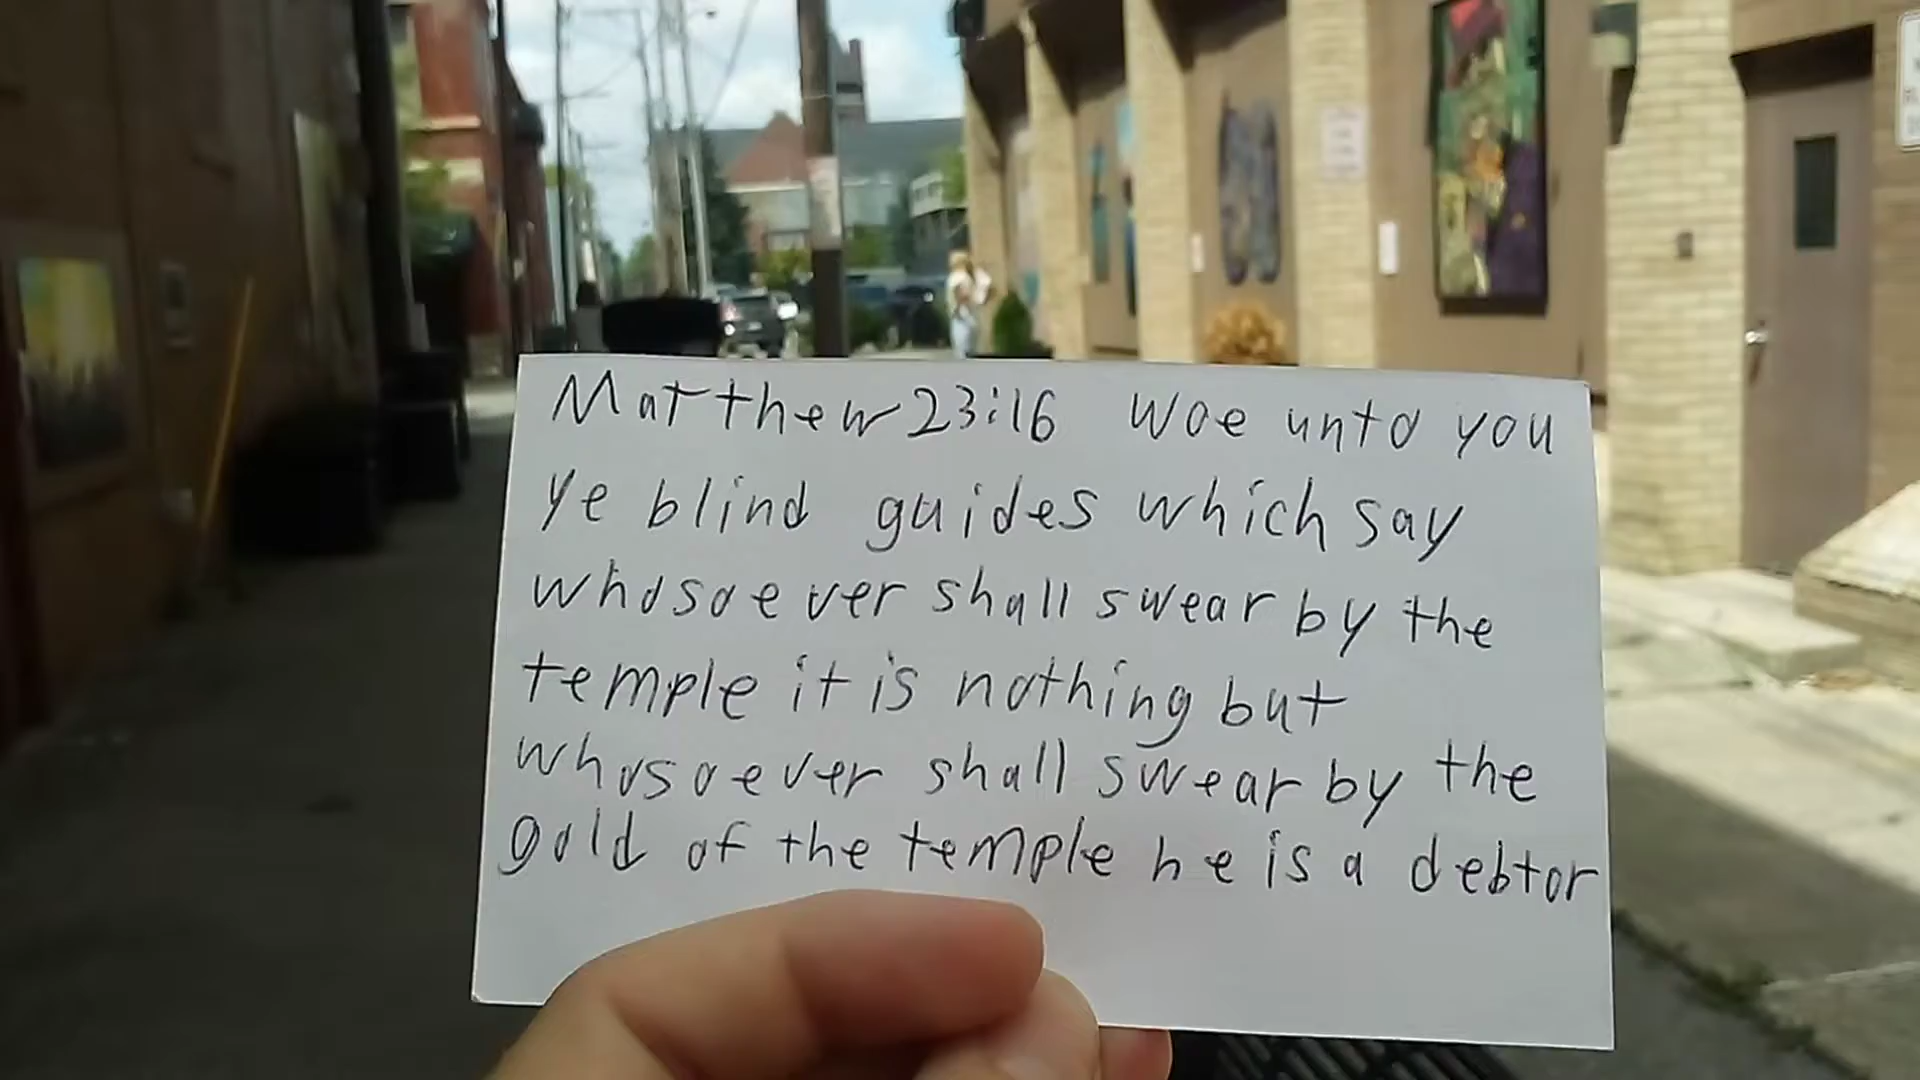 Matthew 23:16 Woe unto you
ye blind guides which say
whosoever shall swear by the
temple it is nothing but
whosoever shall swear by the
gold of the temple he is a debtor